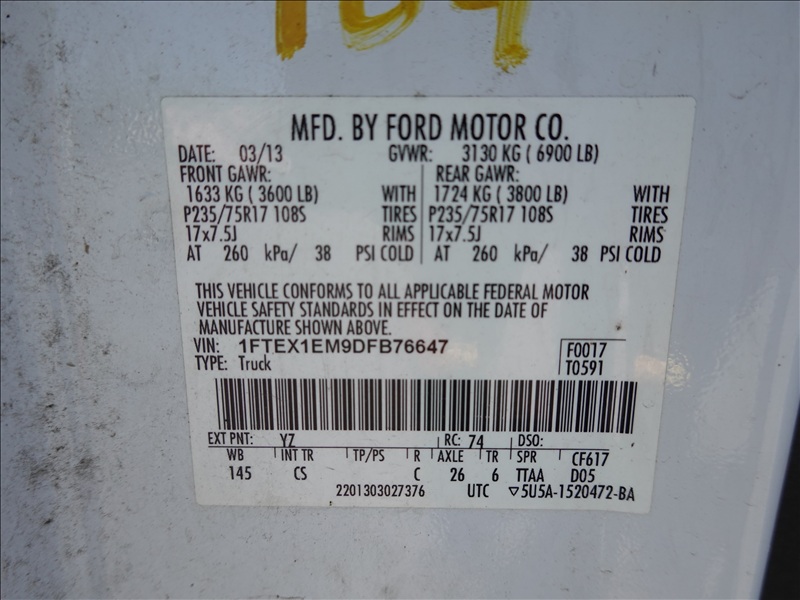 104
MFD. BY FORD MOTOR CO.
DATE: 03/13 GVWR: 3130 KG ( 6900 LB)
FRONT GAWR: REAR GAWR:
1633 KG ( 3600 LB) WITH 1724 KG ( 3800 LB) WITH
P235/75R17 108S TIRES P235/75R17 108S TIRES
17x7.5J RIMS 17x7.5J RIMS
AT 260 kPa/ 38 PSI COLD AT 260 kPa/ 38 PSI COLD
THIS VEHICLE CONFORMS TO ALL APPLICABLE FEDERAL MOTOR
VEHICLE SAFETY STANDARDS IN EFFECT ON THE DATE OF
MANUFACTURE SHOWN ABOVE.
VIN: 1FTEX1EM9DFB76647 F0017
TYPE: Truck T0591
EXT PNT: YZ RC: 74 DSO:
WB INT TR TP/PS R AXLE TR SPR CF617
145 CS C 26 6 TTAA D05
2201303027376 UTC ▽5U5A-1520472-BA